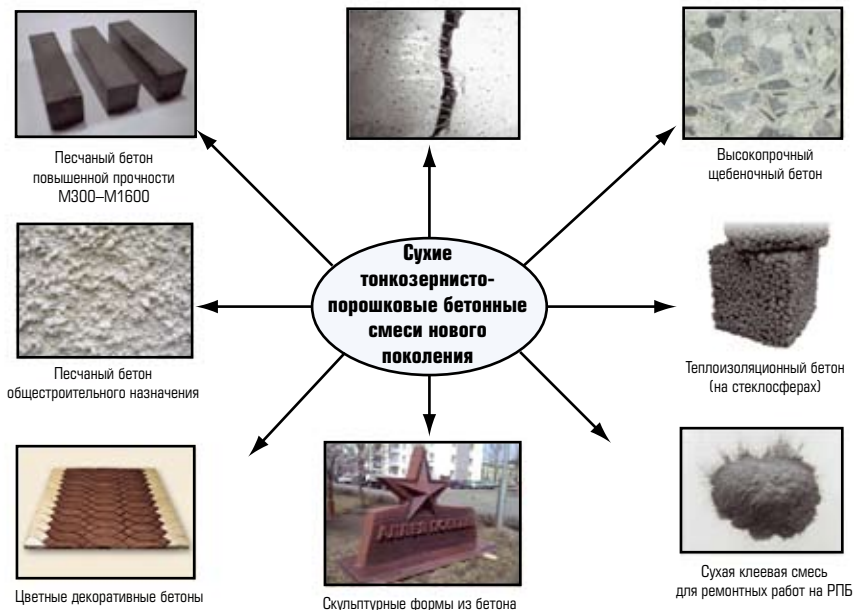 Песчаный бетон
повышенной прочности
М300–М1600
Высокопрочный
щебеночный бетон
Сухие
тонкозернисто-
порошковые бетонные
смеси нового
поколения
Песчаный бетон
общестроительного назначения
Теплоизоляционный бетон
(на стеклосферах)
Цветные декоративные бетоны
АЛЛЕЯ
Скульптурные формы из бетона
Сухая клеевая смесь
для ремонтных работ на РПБ